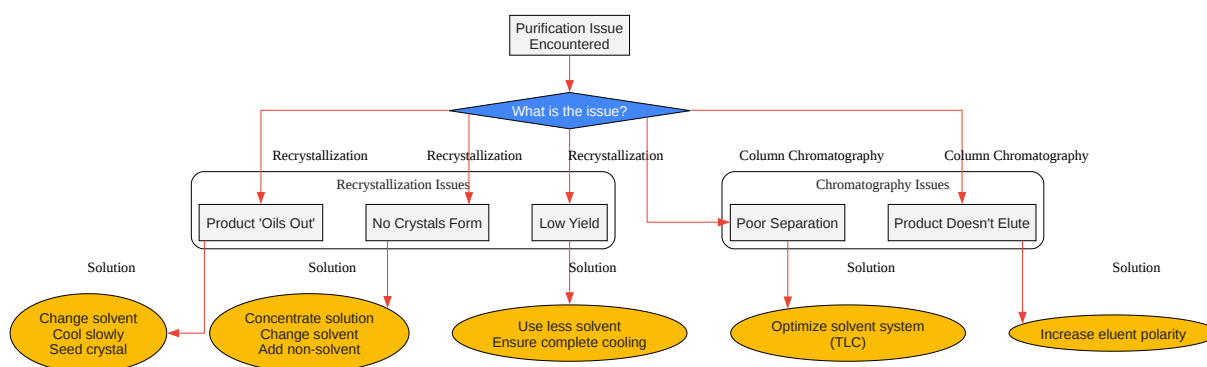 Purification Issue
Encountered
What is the issue?
Recrystallization
Recrystallization
Recrystallization
Column Chromatography
Column Chromatography
Recrystallization Issues
Chromatography Issues
Product 'Oils Out'
No Crystals Form
Low Yield
Poor Separation
Product Doesn't Elute
Solution
Solution
Solution
Solution
Solution
Change solvent
Cool slowly
Seed crystal
Concentrate solution
Change solvent
Add non-solvent
Use less solvent
Ensure complete cooling
Optimize solvent system
(TLC)
Increase eluent polarity